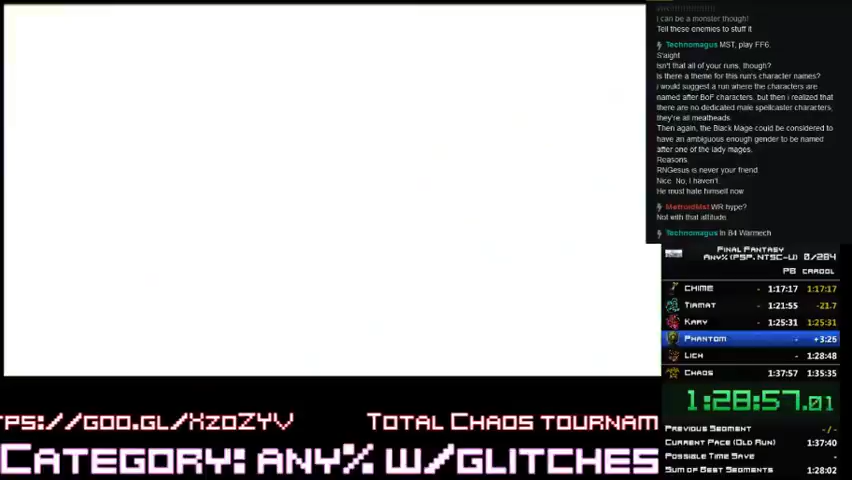 I can be a monster though!
Tell these enemies to stuff it
Technomagus MST, play FF6.
S'aight
Isn't that all of your runs, though?
Is there a theme for this run's character names?
I would suggest a run where the characters are
named after BoF characters, but then i realized that
there are no dedicated male spellcaster chararters,
they're all meatheads.
Then again, the Black Mage could be considered to
have an ambiguous enough gender to be named
after one of the lady mages.
Reasons.
RNGesus is never your friend.
Nice. No, I haven't
He must hate himself now
MetroidMst WR hype?
Not with that attitude
Technomagus In B4 Warmech
Final Fantasy
Any% (PSP, NTSC-U) 0/284
PB
CHIME - 1:17:17 1:17:17
Tiamat - 1:21:55 -21.7
Kary - 1:25:31 1:25:31
Phantom - +3:26
Lich - 1:28:48
Chaos 1:37:57 1:35:35
1:28:57.01
Previous Segment -/-
Current Pace (Old Run) 1:37:40
Possible Time Save -
Sum of Best Segments 1:28:02
tps://goo.gl/XzoZyV Total Chaos tournam
Category: any% w/glitches